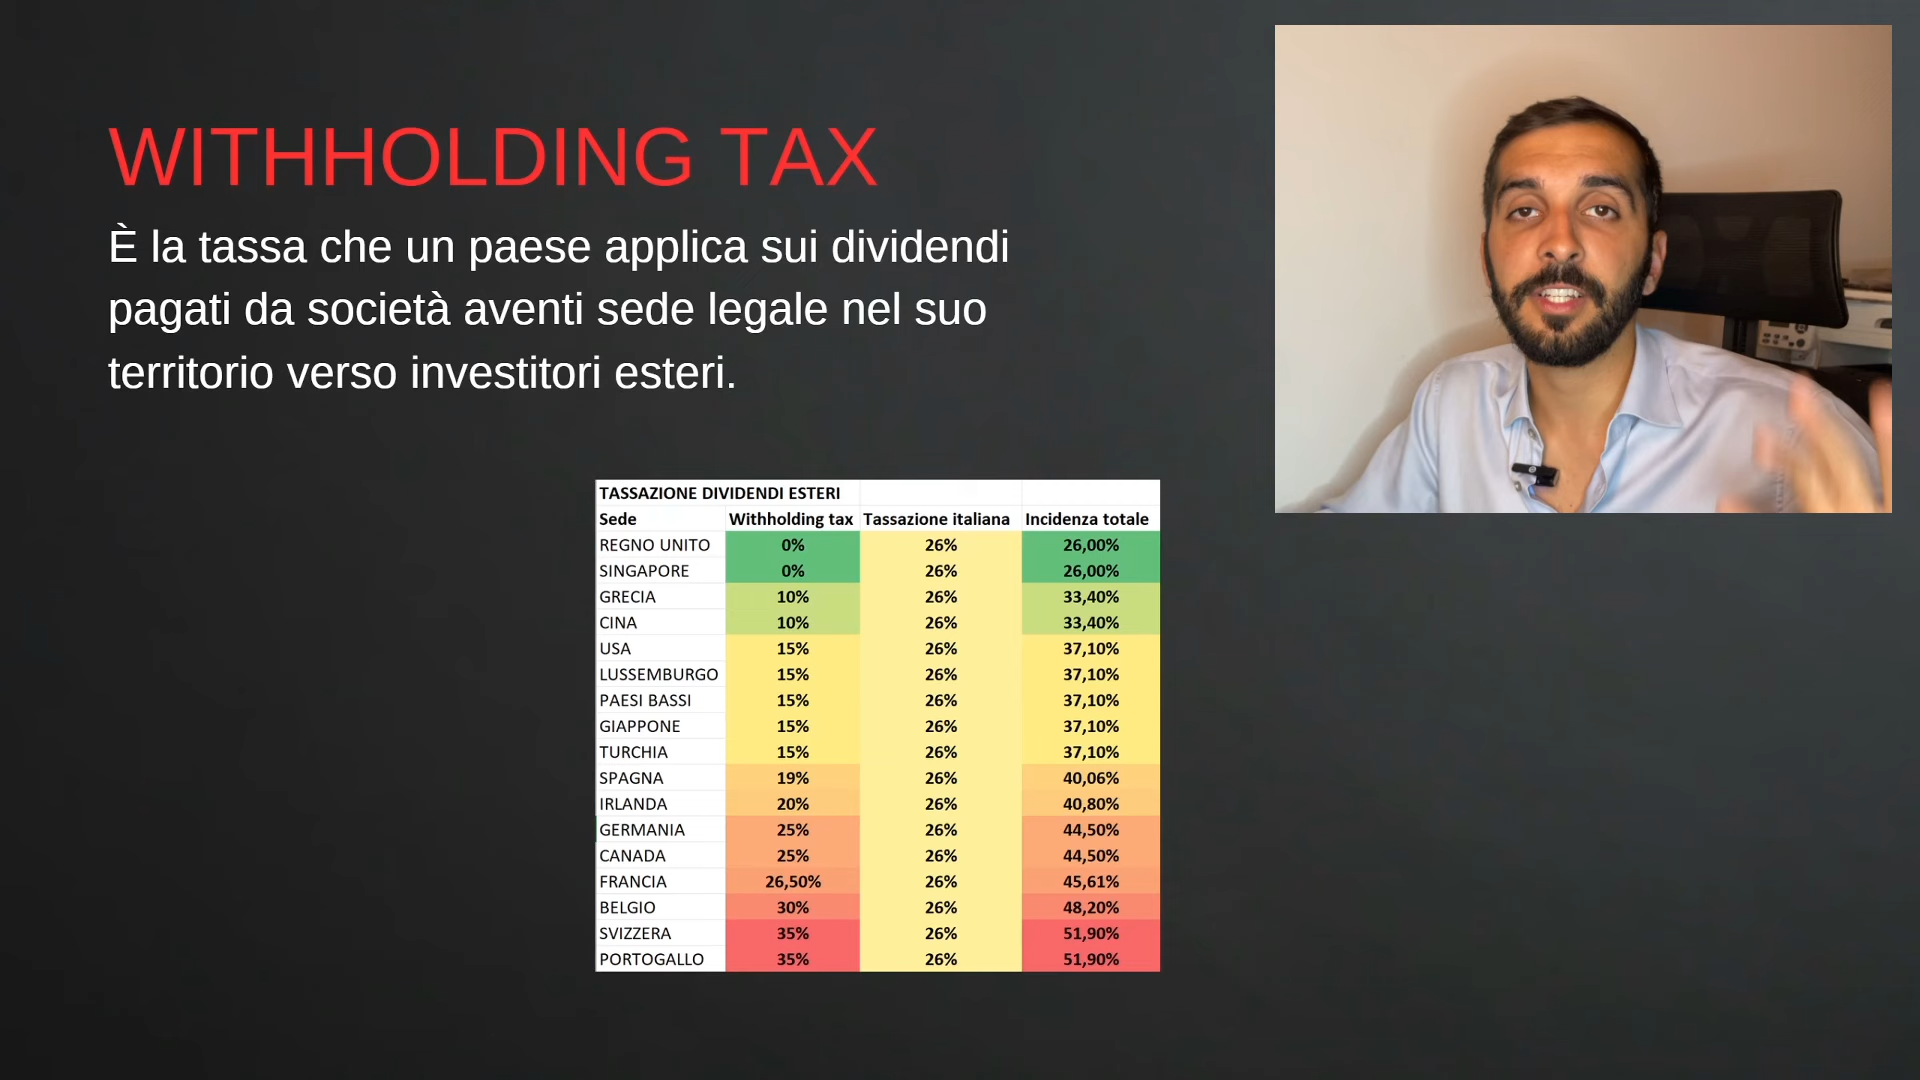 WITHHOLDING TAX
È la tassa che un paese applica sui dividendi
pagati da società aventi sede legale nel suo
territorio verso investitori esteri.
TASSAZIONE DIVIDENDI ESTERI
Sede Withholding tax Tassazione italiana Incidenza totale
REGNO UNITO 0% 26% 26,00%
SINGAPORE 0% 26% 26,00%
GRECIA 10% 26% 33,40%
CINA 10% 26% 33,40%
USA 15% 26% 37,10%
LUSSEMBURGO 15% 26% 37,10%
PAESI BASSI 15% 26% 37,10%
GIAPPONE 15% 26% 37,10%
TURCHIA 15% 26% 37,10%
SPAGNA 19% 26% 40,06%
IRLANDA 20% 26% 40,80%
GERMANIA 25% 26% 44,50%
CANADA 25% 26% 44,50%
FRANCIA 26,50% 26% 45,61%
BELGIO 30% 26% 48,20%
SVIZZERA 35% 26% 51,90%
PORTOGALLO 35% 26% 51,90%